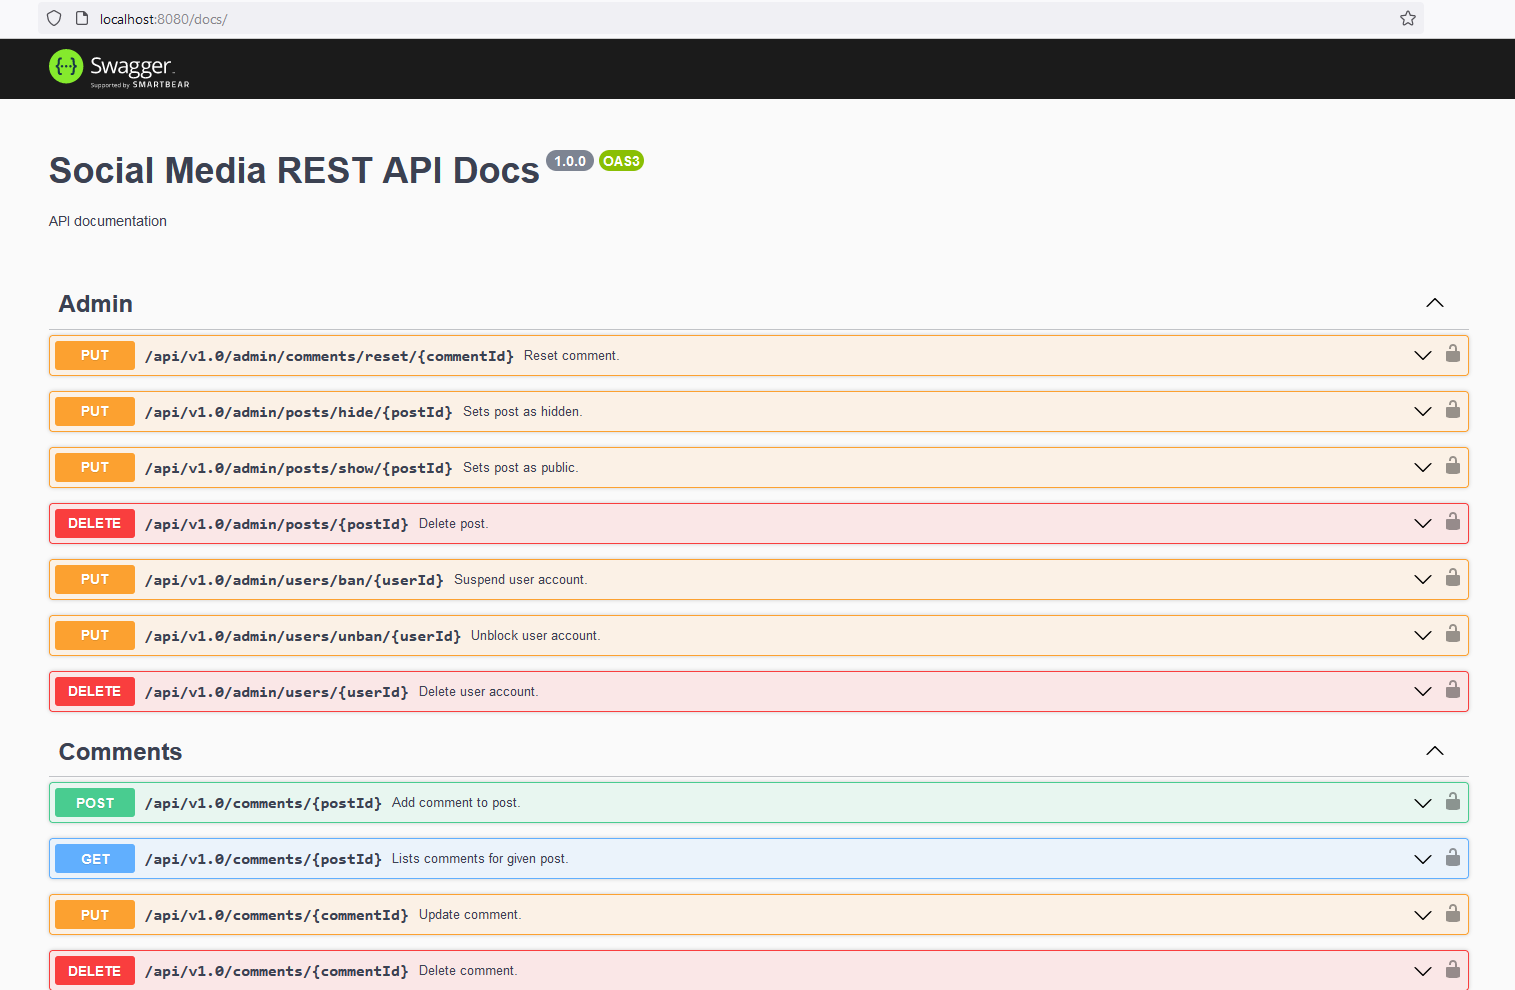 localhost:8080/docs/
Swagger
Supported by SMARTBEAR
Social Media REST API Docs 1.0.0 OAS3
API documentation
Admin
PUT /api/v1.0/admin/comments/reset/{commentId} Reset comment.
PUT /api/v1.0/admin/posts/hide/{postId} Sets post as hidden.
PUT /api/v1.0/admin/posts/show/{postId} Sets post as public.
DELETE /api/v1.0/admin/posts/{postId} Delete post.
PUT /api/v1.0/admin/users/ban/{userId} Suspend user account.
PUT /api/v1.0/admin/users/unban/{userId} Unblock user account.
DELETE /api/v1.0/admin/users/{userId} Delete user account.
Comments
POST /api/v1.0/comments/{postId} Add comment to post.
GET /api/v1.0/comments/{postId} Lists comments for given post.
PUT /api/v1.0/comments/{commentId} Update comment.
DELETE /api/v1.0/comments/{commentId} Delete comment.